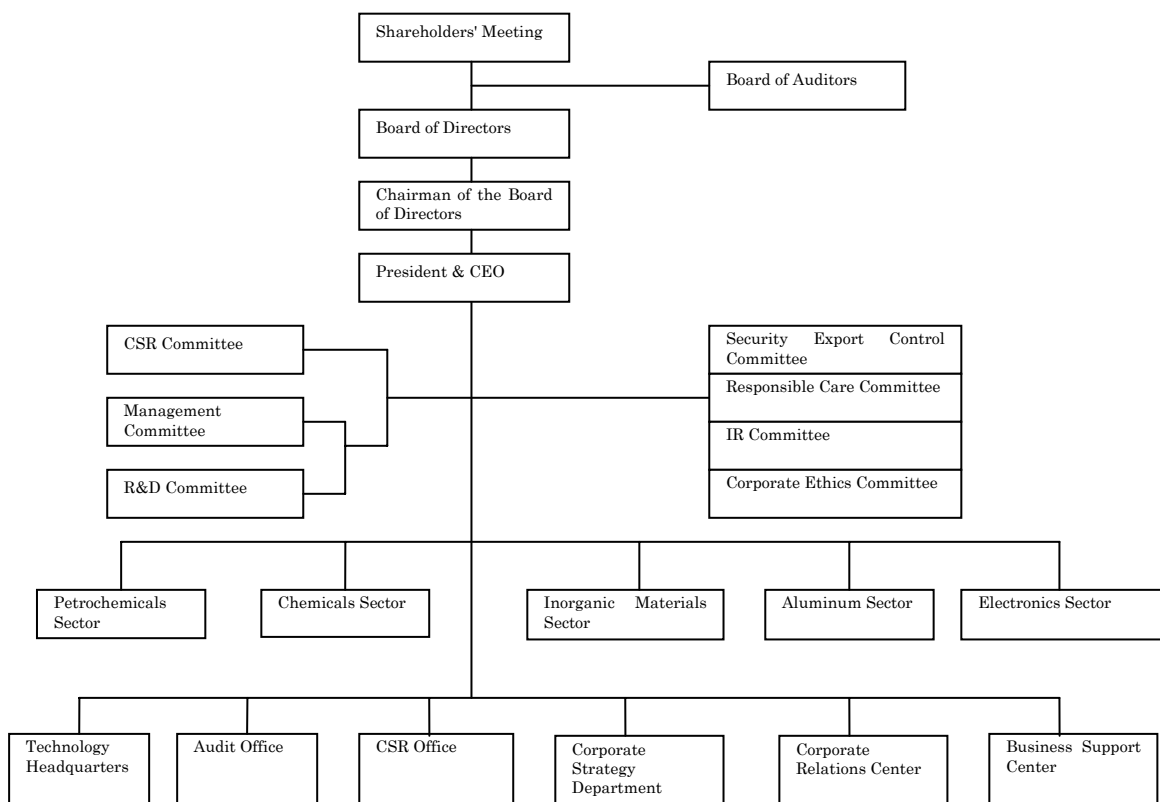 Shareholders' Meeting
Board of Auditors
Board of Directors
Chairman of the Board
of Directors
President & CEO
CSR Committee
Management
Committee
R&D Committee
Security Export Control
Committee
Responsible Care Committee
IR Committee
Corporate Ethics Committee
Petrochemicals
Sector
Chemicals Sector
Inorganic Materials
Sector
Aluminum Sector
Electronics Sector
Technology
Headquarters
Audit Office
CSR Office
Corporate
Strategy
Department
Corporate
Relations Center
Business Support
Center